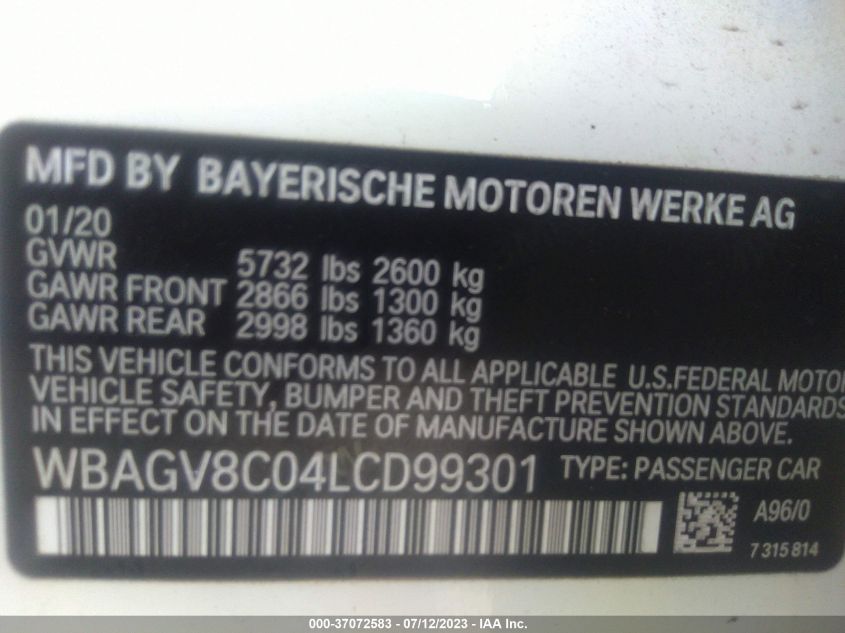 MFD BY BAYERISCHE MOTOREN WERKE AG
01/20
GVWR 5732 lbs 2600 kg
GAWR FRONT 2866 lbs 1300 kg
GAWR REAR 2998 lbs 1360 kg
THIS VEHICLE CONFORMS TO ALL APPLICABLE U.S.FEDERAL MOTOR
VEHICLE SAFETY, BUMPER AND THEFT PREVENTION STANDARDS
IN EFFECT ON THE DATE OF MANUFACTURE SHOWN ABOVE.
WBAGV8C04LCD99301 TYPE: PASSENGER CAR
A96/0
7 315 814
000-37072583 - 07/12/2023 - IAA Inc.